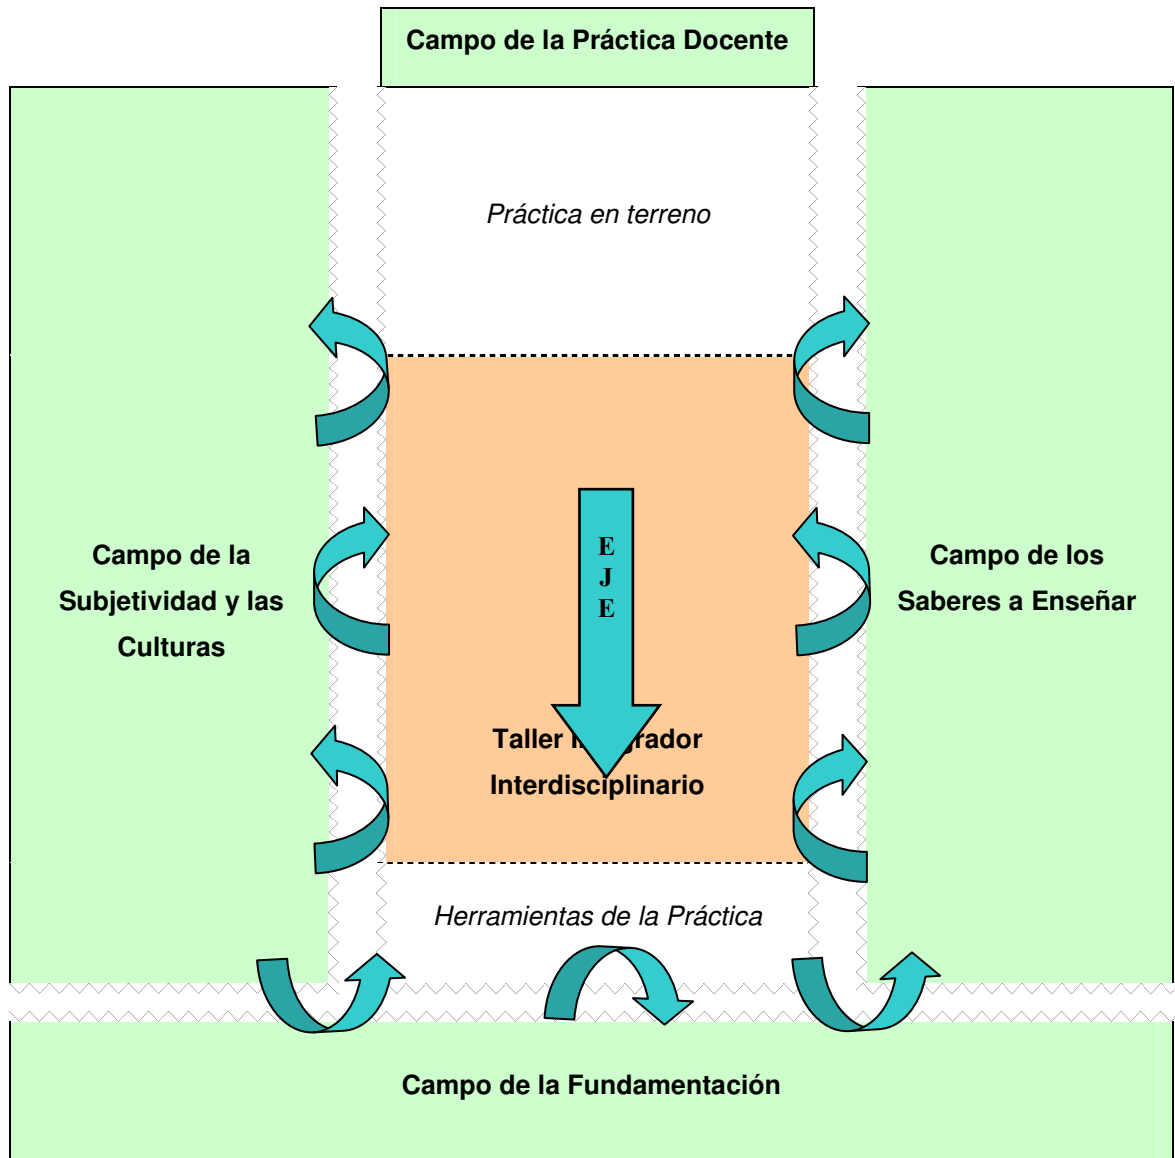 Campo de la Práctica Docente
Práctica en terreno
Campo de la
Subjetividad y las
Culturas
E
J
E
Campo de los
Saberes a Enseñar
Taller
Interdisciplinario
Herramientas de la Práctica
Campo de la Fundamentación